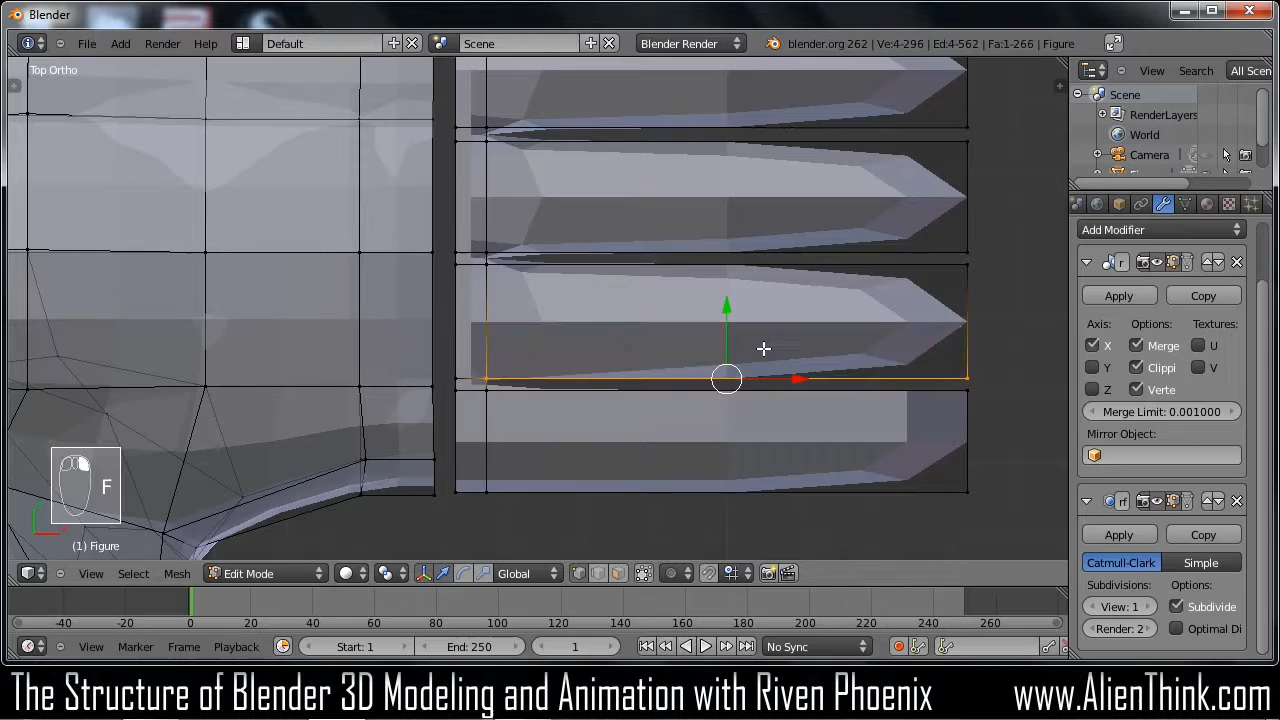 Blender
File Add Render Help Default Scene Blender Render blender.org 262 | Ve:4-296 | Ed:4-562 | Fa:1-266 | Figure
Top Ortho
View Search All Scen
Scene
RenderLayers
World
Camera
Add Modifier
Apply Copy
Axis: Options: Textures:
X Merge U
Y Clippi V
Z Verte
Merge Limit: 0.001000
Mirror Object:
F
(1) Figure
rf
Apply Copy
Catmull-Clark Simple
Subdivisions: Options:
View: 1 Subdivide
Render: 2 Optimal Di
View Select Mesh Edit Mode Global
-40 -20 0 20 40 60 80 100 120 140 160 180 200 220 240 260
View Marker Frame Playback Start: 1 End: 250 1 No Sync
The Structure of Blender 3D Modeling and Animation with Riven Phoenix www.AlienThink.com